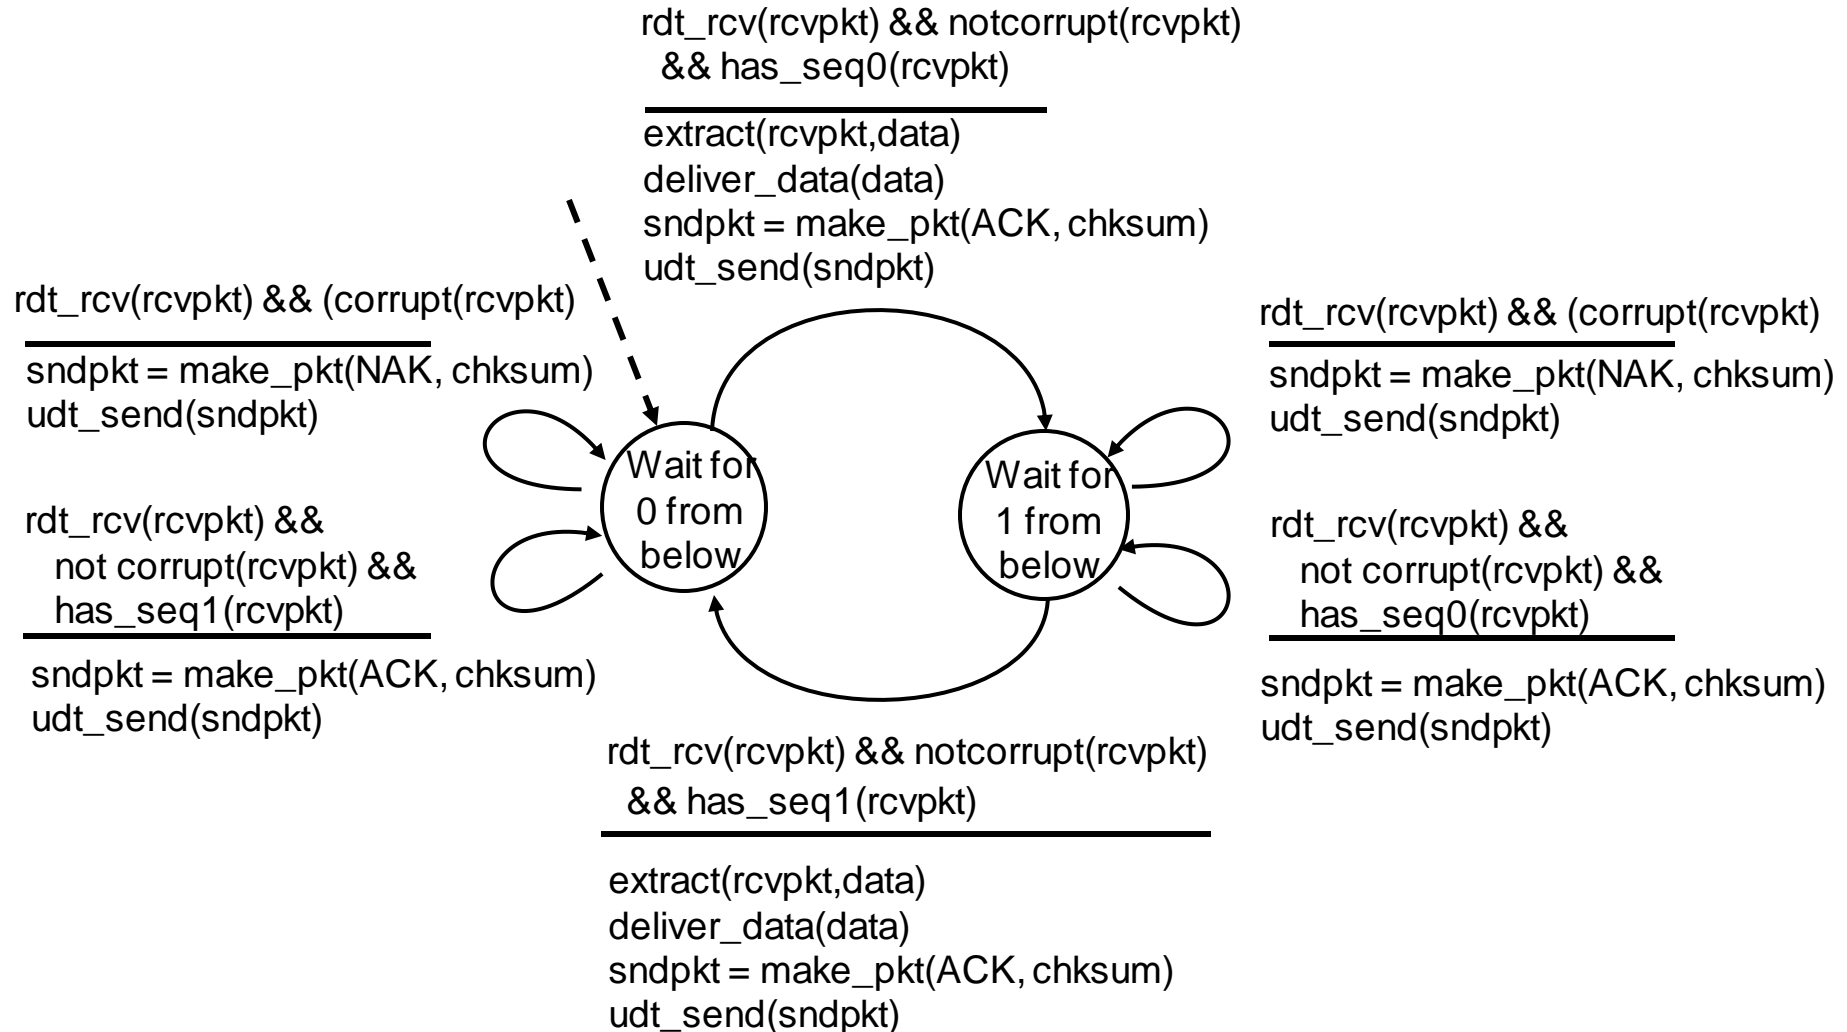 rdt_rcv(rcvpkt) && notcorrupt(rcvpkt)
&& has_seq0(rcvpkt)
extract(rcvpkt,data)
deliver_data(data)
sndpkt = make_pkt(ACK, chksum)
udt_send(sndpkt)
rdt_rcv(rcvpkt) && (corrupt(rcvpkt)
sndpkt = make_pkt(NAK, chksum)
udt_send(sndpkt)
rdt_rcv(rcvpkt) &&
not corrupt(rcvpkt) &&
has_seq1(rcvpkt)
sndpkt = make_pkt(ACK, chksum)
udt_send(sndpkt)
Wait for
0 from
below
Wait for
1 from
below
rdt_rcv(rcvpkt) && (corrupt(rcvpkt)
sndpkt = make_pkt(NAK, chksum)
udt_send(sndpkt)
rdt_rcv(rcvpkt) &&
not corrupt(rcvpkt) &&
has_seq0(rcvpkt)
sndpkt = make_pkt(ACK, chksum)
udt_send(sndpkt)
rdt_rcv(rcvpkt) && notcorrupt(rcvpkt)
&& has_seq1(rcvpkt)
extract(rcvpkt,data)
deliver_data(data)
sndpkt = make_pkt(ACK, chksum)
udt_send(sndpkt)